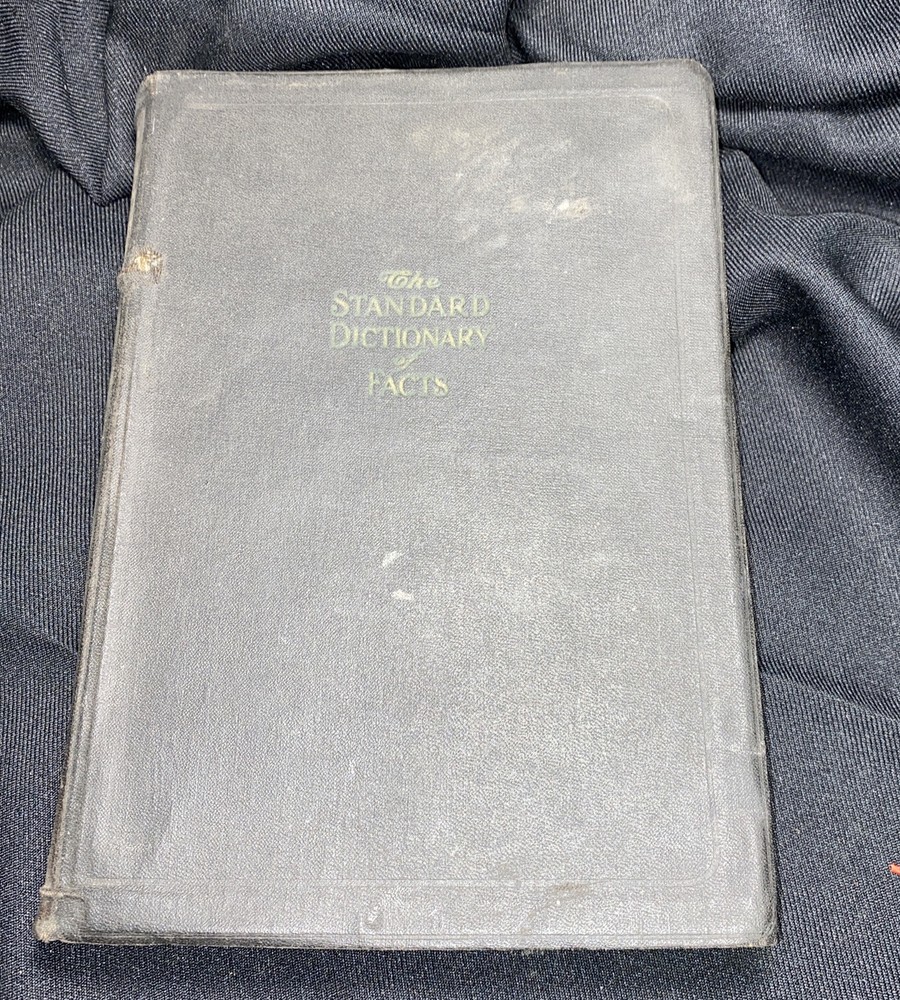 The
STANDARD
DICTIONARY
of
FACTS